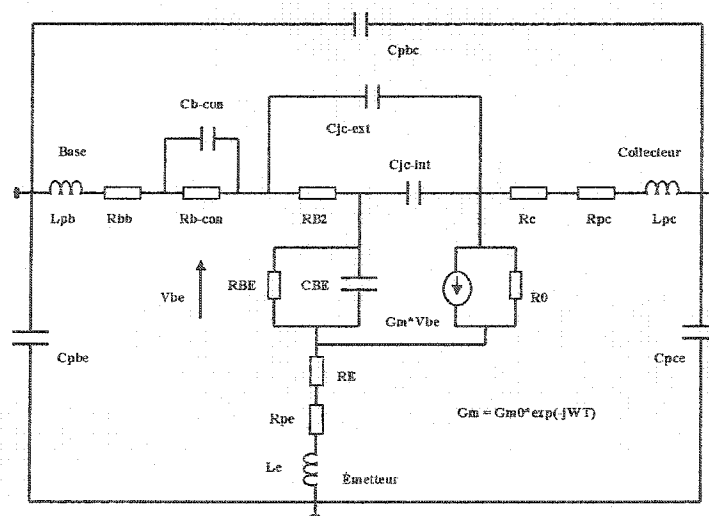 Cpbc
Cb-con
Cjc-ext
Base
Collecteur
Cjc-int
Lpb
Rbb
Rb-con
RB2
Rc
Rpc
Lpc
Vbe
RBE
CBE
R0
Gm*Vbe
Cpbe
Cpce
RE
Rpe
Gm = Gm0*exp(-jWT)
Le
Émetteur